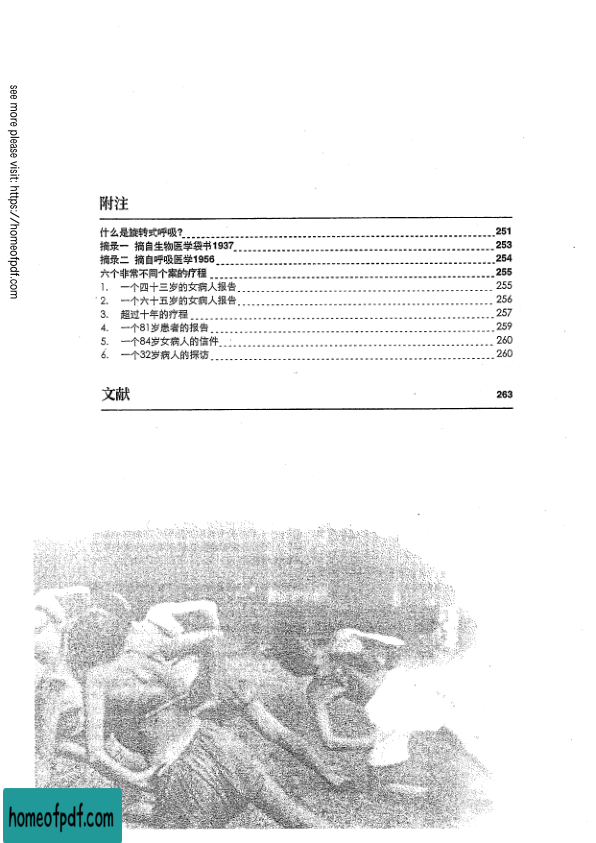 see more please visit: https://homeofpdf.com
附注
什么是旋转式呼吸? 251
摘录一 摘自生物医学袋书1937 253
摘录二 摘自呼吸医学1956 254
六个非常不同个案的疗程 255
1. 一个四十三岁的女病人报告 255
2. 一个六十五岁的女病人报告 256
3. 超过十年的疗程 257
4. 一个81岁患者的报告 259
5. 一个84岁女病人的信件 260
6. 一个32岁病人的探访 260
文献 263
homeofpdf.com